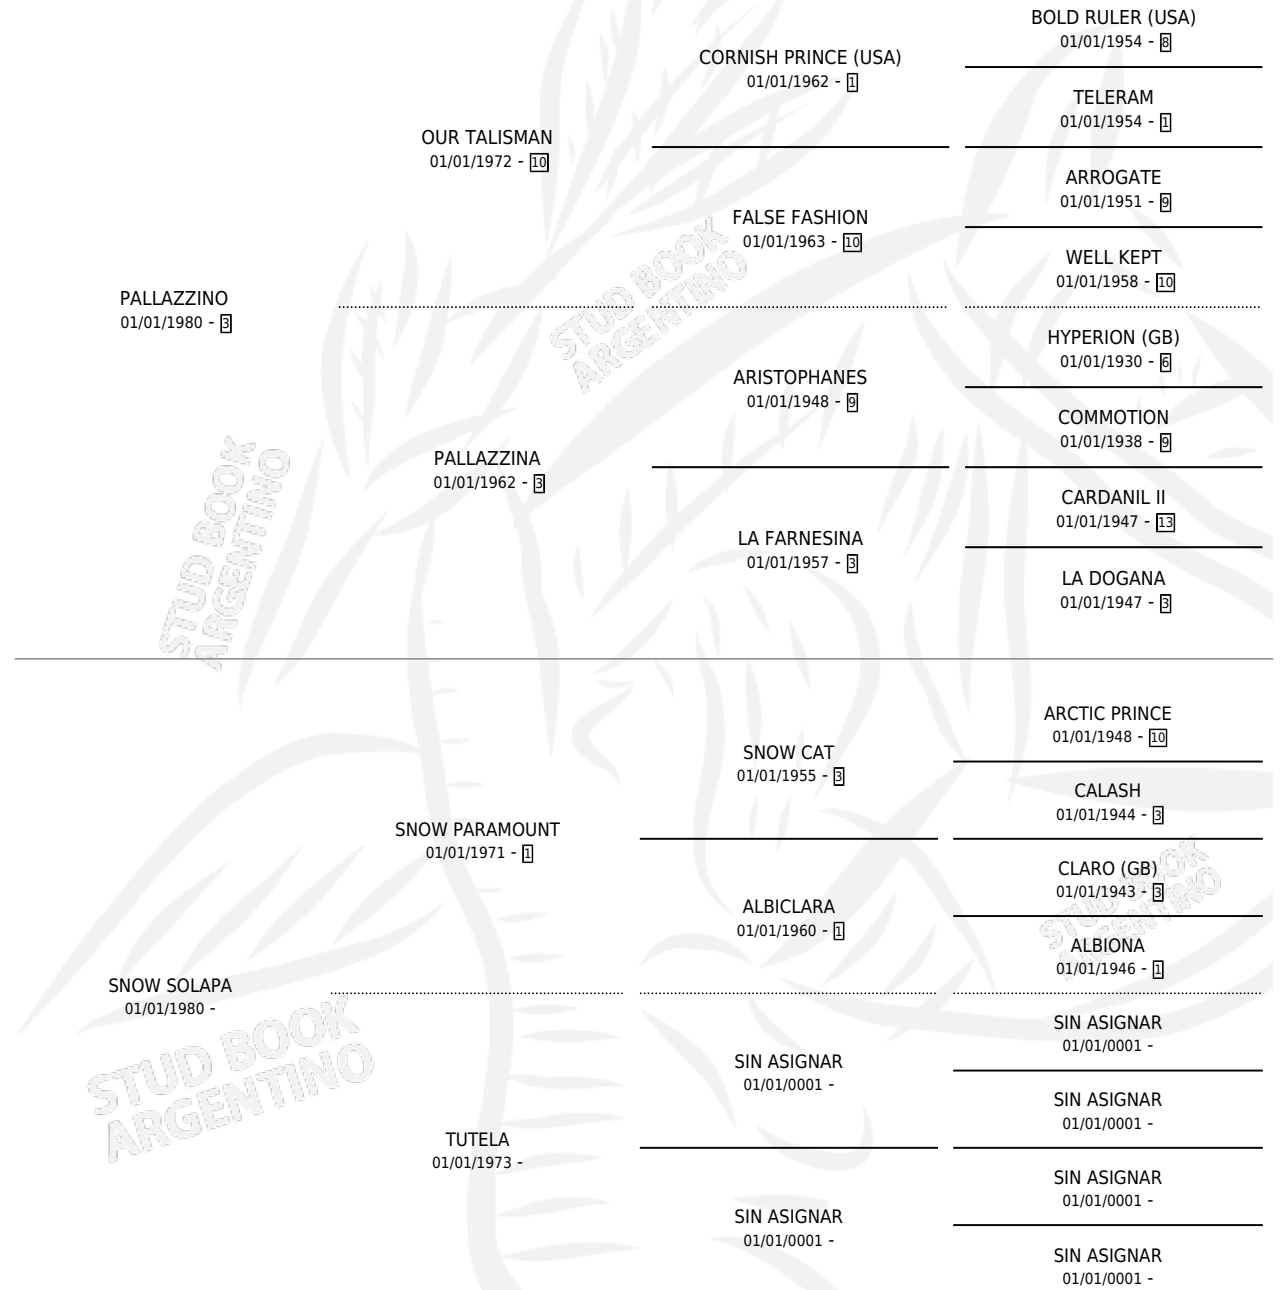 BOLD RULER (USA)
01/01/1954 - 8
CORNISH PRINCE (USA)
01/01/1962 - 1
TELERAM
01/01/1954 - 1
OUR TALISMAN
01/01/1972 - 10
ARROGATE
01/01/1951 - 9
FALSE FASHION
01/01/1963 - 10
WELL KEPT
01/01/1958 - 10
PALLAZZINO
01/01/1980 - 3
HYPERION (GB)
01/01/1930 - 6
ARISTOPHANES
01/01/1948 - 9
COMMOTION
01/01/1938 - 9
PALLAZZINA
01/01/1962 - 3
CARDANIL II
01/01/1947 - 13
LA FARNESINA
01/01/1957 - 3
LA DOGANA
01/01/1947 - 3
ARCTIC PRINCE
01/01/1948 - 10
SNOW CAT
01/01/1955 - 3
CALASH
01/01/1944 - 3
SNOW PARAMOUNT
01/01/1971 - 1
CLARO (GB)
01/01/1943 - 3
ALBICLARA
01/01/1960 - 1
ALBIONA
01/01/1946 - 1
SNOW SOLAPA
01/01/1980 -
SIN ASIGNAR
01/01/0001 -
SIN ASIGNAR
01/01/0001 -
SIN ASIGNAR
01/01/0001 -
TUTELA
01/01/1973 -
SIN ASIGNAR
01/01/0001 -
SIN ASIGNAR
01/01/0001 -
SIN ASIGNAR
01/01/0001 -
STUD BOOK
ARGENTINO
STUD BOOK
ARGENTINO
STUD BOOK
ARGENTINO
STUD BOOK
ARGENTINO